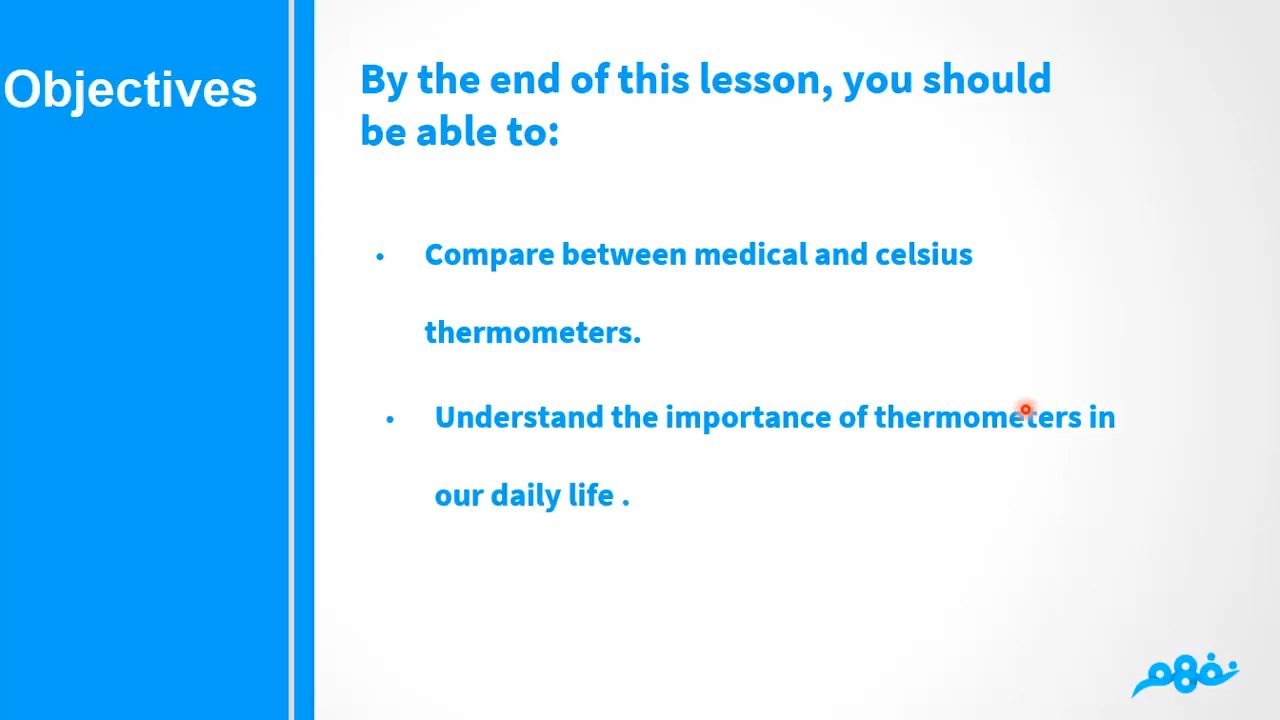 Objectives
By the end of this lesson, you should
be able to:
• Compare between medical and celsius
thermometers.
• Understand the importance of thermometers in
our daily life .
نفهم